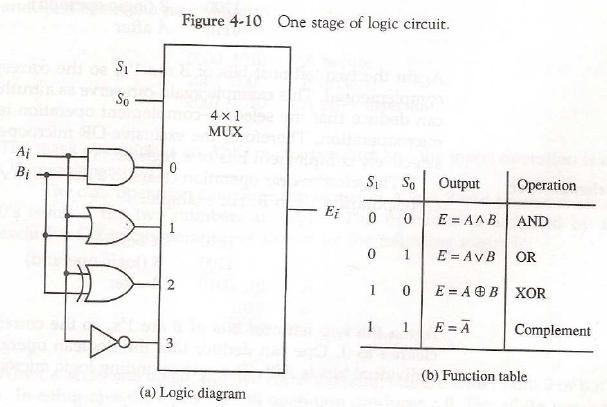 Figure 4-10 One stage of logic circuit.
S1
S0
4 × 1
MUX
Ai
Bi
0
1
2
3
Ei
S1 S0 Output Operation
0 0 E = A ∧ B AND
0 1 E = A ∨ B OR
1 0 E = A ⊕ B XOR
1 1 E = A̅ Complement
(a) Logic diagram
(b) Function table